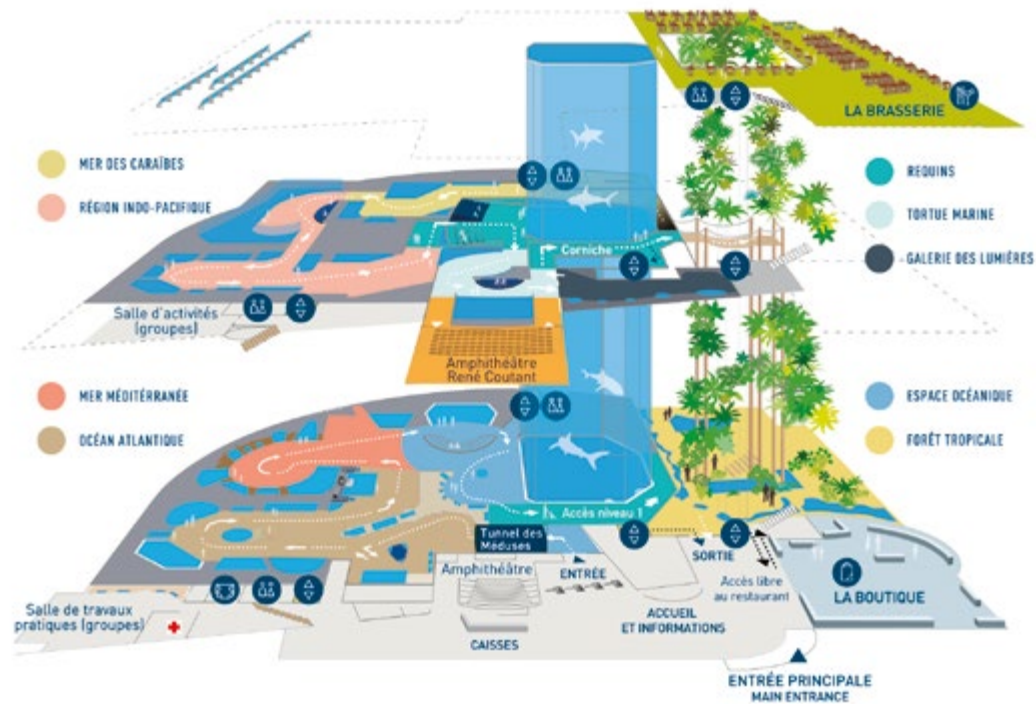 LA BRASSERIE
MER DES CARAÏBES
RÉGION INDO-PACIFIQUE
REQUINS
TORTUE MARINE
GALERIE DES LUMIÈRES
Corniche
Salle d'activités
(groupes)
Amphithéâtre
René Coutant
MER MÉDITÉRRANÉE
OCÉAN ATLANTIQUE
ESPACE OCÉANIQUE
FORÊT TROPICALE
Accès niveau 1
Tunnel des
Méduses
Amphithéâtre
ENTRÉE
SORTIE
Accès libre
au restaurant
LA BOUTIQUE
Salle de travaux
pratiques (groupes)
CAISSES
ACCUEIL
ET INFORMATIONS
ENTRÉE PRINCIPALE
MAIN ENTRANCE